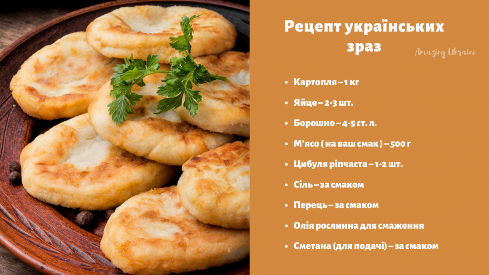 Рецепт українських
зраз
Amazing Ukraine
• Картопля – 1 кг
• Яйце – 2-3 шт.
• Борошно – 4-5 ст. л.
• М'ясо ( на ваш смак ) – 500 г
• Цибуля ріпчаста – 1-2 шт.
• Сіль – за смаком
• Перець – за смаком
• Олія рослинна для смаження
• Сметана (для подачі) – за смаком